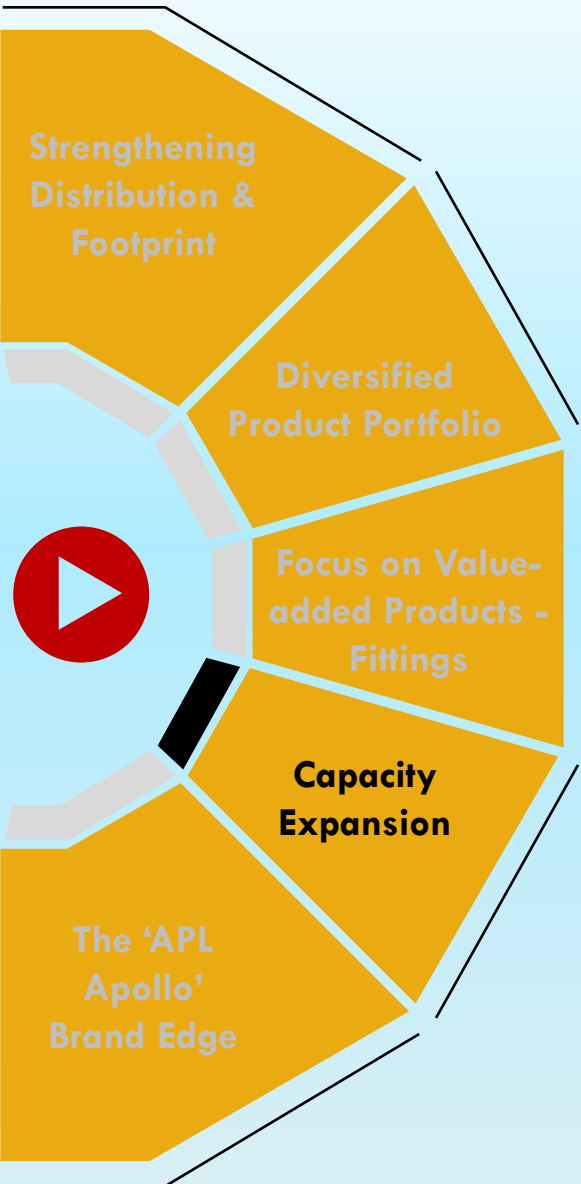 Strengthening
Distribution &
Footprint
Diversified
Product Portfolio
Focus on Value-
added Products -
Fittings
Capacity
Expansion
The ‘APL
Apollo’
Brand Edge